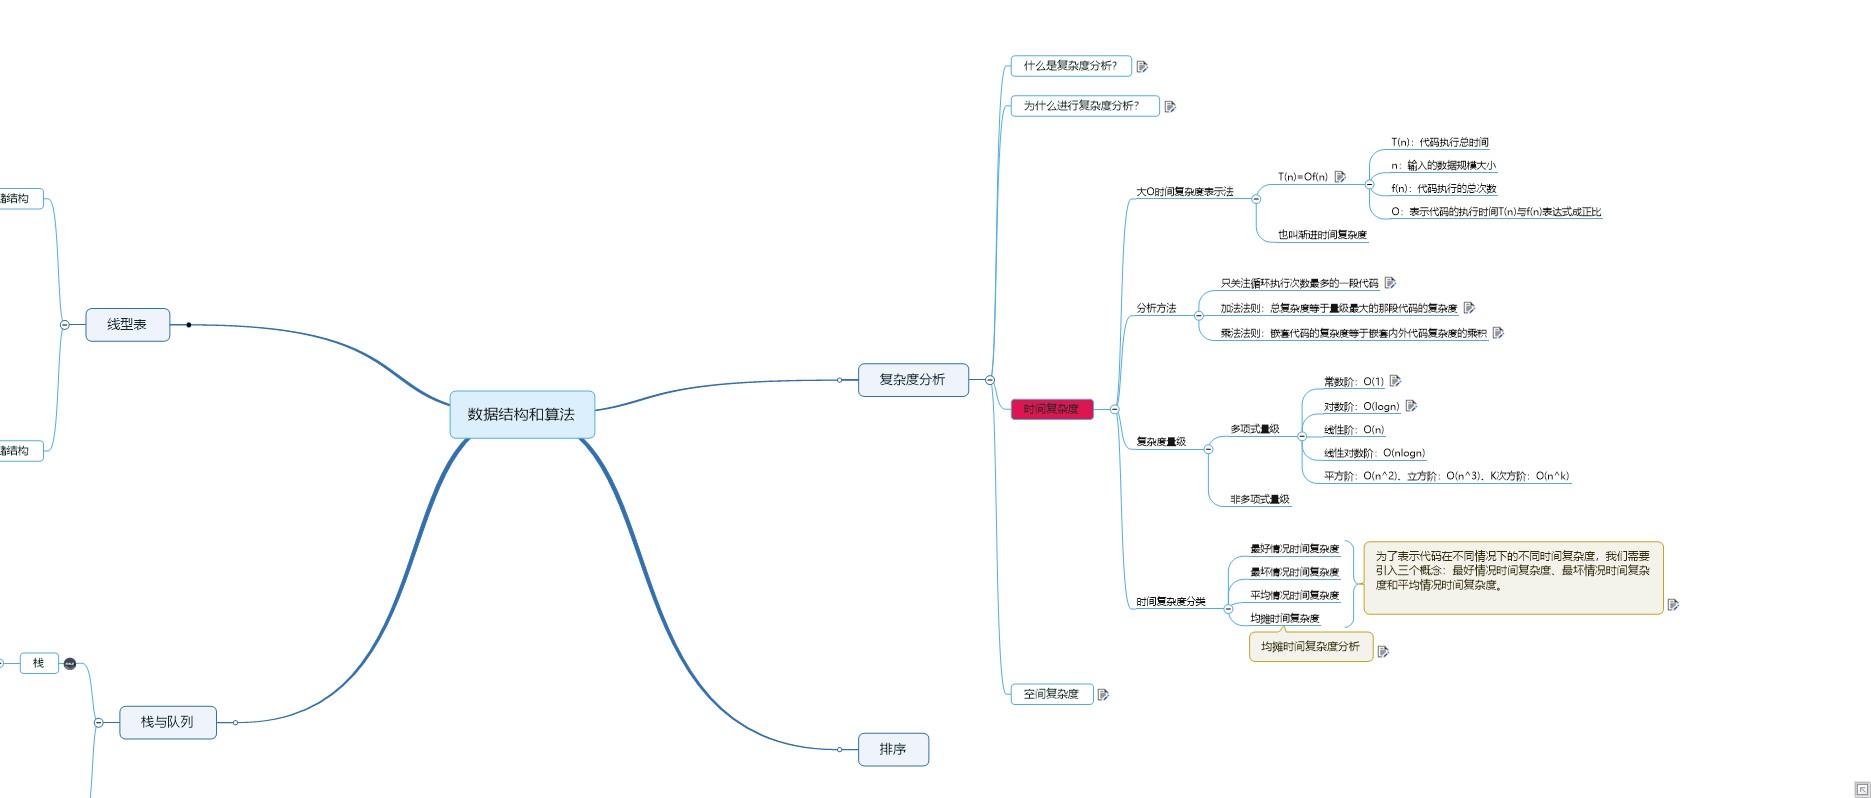 数据结构和算法
复杂度分析
什么是复杂度分析?
为什么进行复杂度分析?
时间复杂度
大O时间复杂度表示法
T(n)=Of(n)
T(n): 代码执行总时间
n: 输入的数据规模大小
f(n): 代码执行的总次数
O: 表示代码的执行时间T(n)与f(n)表达式成正比
也叫渐进时间复杂度
分析方法
只关注循环执行次数最多的一段代码
加法法则: 总复杂度等于量级最大的那段代码的复杂度
乘法法则: 嵌套代码的复杂度等于嵌套内外代码复杂度的乘积
复杂度量级
多项式量级
常数阶: O(1)
对数阶: O(logn)
线性阶: O(n)
线性对数阶: O(nlogn)
平方阶: O(n^2)、立方阶: O(n^3)、K次方阶: O(n^k)
非多项式量级
时间复杂度分类
最好情况时间复杂度
最坏情况时间复杂度
平均情况时间复杂度
均摊时间复杂度
为了表示代码在不同情况下的不同时间复杂度, 我们需要
引入三个概念: 最好情况时间复杂度、最坏情况时间复杂
度和平均情况时间复杂度。
均摊时间复杂度分析
空间复杂度
排序
线型表
储结构
储结构
栈与队列
栈